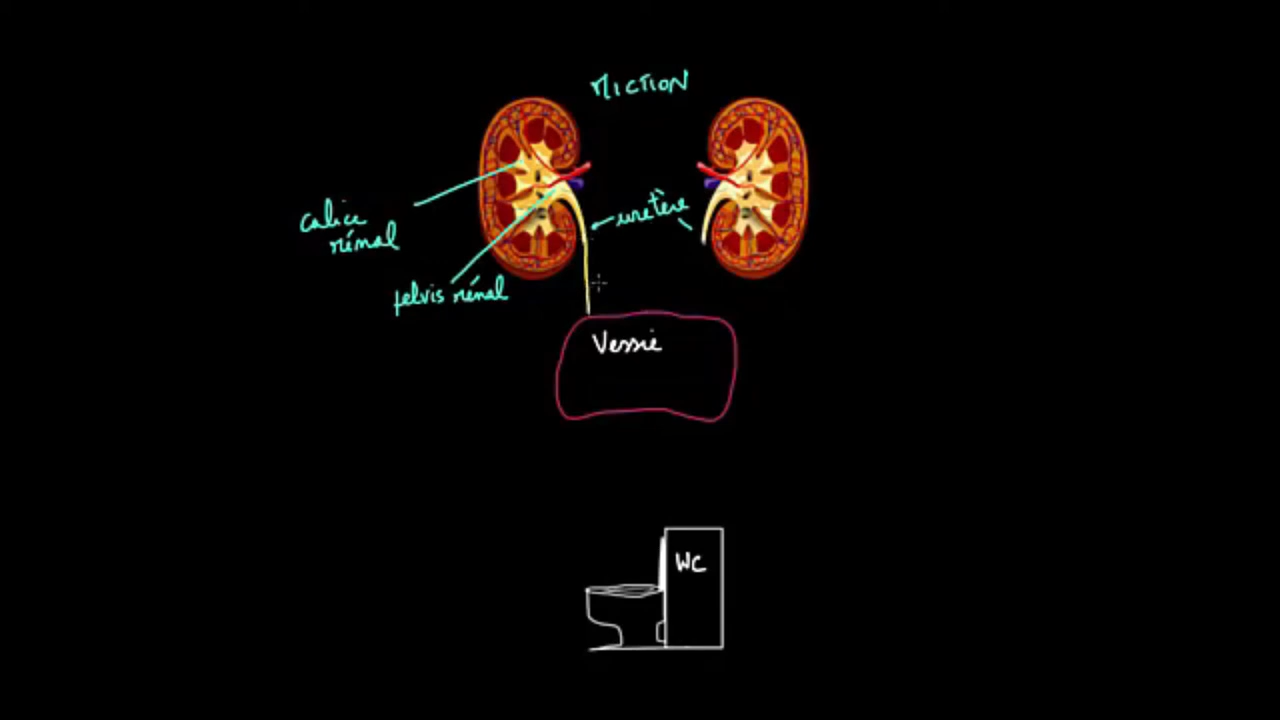 MICTION
calice
rénal
uretère
pelvis rénal
Vessie
WC